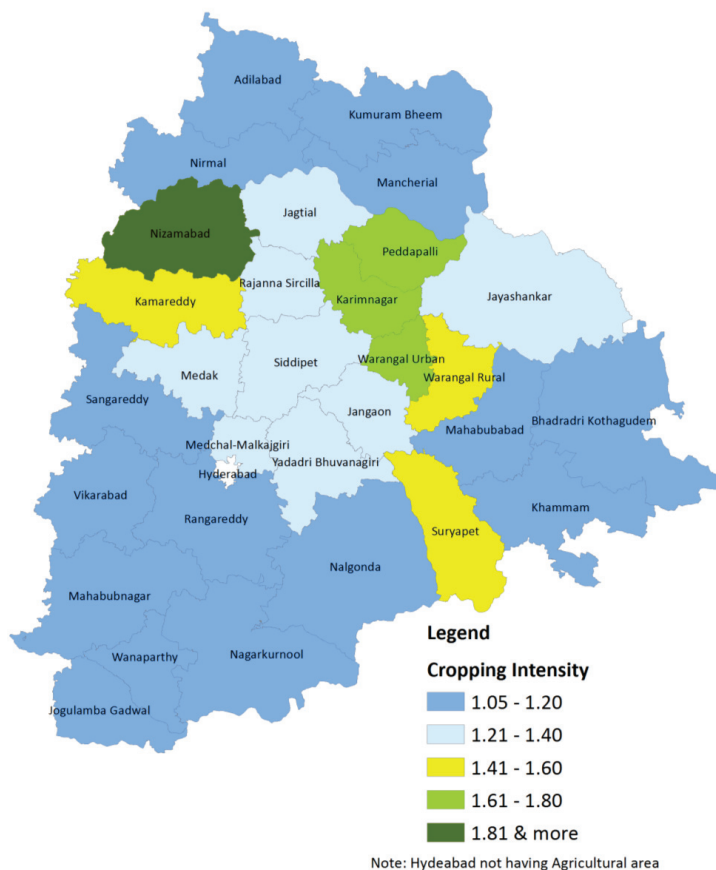 Adilabad
Kumuram Bheem
Nirmal
Mancherial
Jagtial
Nizamabad
Peddapalli
Rajanna Sircilla
Jayashankar
Kamareddy
Karimnagar
Warangal Urban
Siddipet
Medak
Warangal Rural
Sangareddy
Jangaon
Bhadradri Kothagudem
Mahabubabad
Medchal-Malkajgiri
Yadadri Bhuvanagiri
Hyderabad
Vikarabad
Khammam
Rangareddy
Suryapet
Nalgonda
Mahabubnagar
Wanaparthy
Nagarkurnool
Jogulamba Gadwal
Legend
Cropping Intensity
1.05 - 1.20
1.21 - 1.40
1.41 - 1.60
1.61 - 1.80
1.81 & more
Note: Hydeabad not having Agricultural area